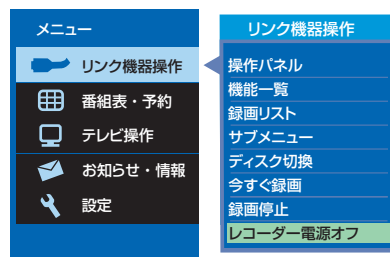 メニュー
リンク機器操作
番組表・予約
テレビ操作
お知らせ・情報
設定
リンク機器操作
操作パネル
機能一覧
録画リスト
サブメニュー
ディスク切換
今すぐ録画
録画停止
レコーダー電源オフ